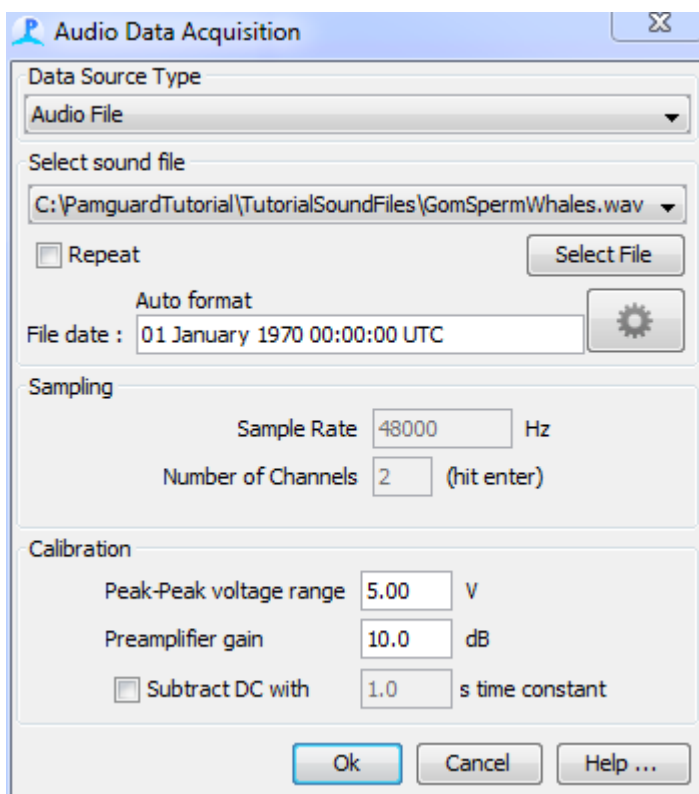 Audio Data Acquisition
Data Source Type
Audio File
Select sound file
C:\PamguardTutorial\TutorialSoundFiles\GomSpermWhales.wav
Repeat Select File
Auto format
File date : 01 January 1970 00:00:00 UTC
Sampling
Sample Rate 48000 Hz
Number of Channels 2 (hit enter)
Calibration
Peak-Peak voltage range 5.00 V
Preamplifier gain 10.0 dB
Subtract DC with 1.0 s time constant
Ok Cancel Help ...